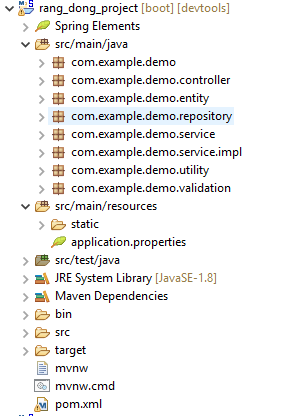 rang_dong_project [boot] [devtools]
Spring Elements
src/main/java
com.example.demo
com.example.demo.controller
com.example.demo.entity
com.example.demo.repository
com.example.demo.service
com.example.demo.service.impl
com.example.demo.utility
com.example.demo.validation
src/main/resources
static
application.properties
src/test/java
JRE System Library [JavaSE-1.8]
Maven Dependencies
bin
src
target
mvnw
mvnw.cmd
pom.xml